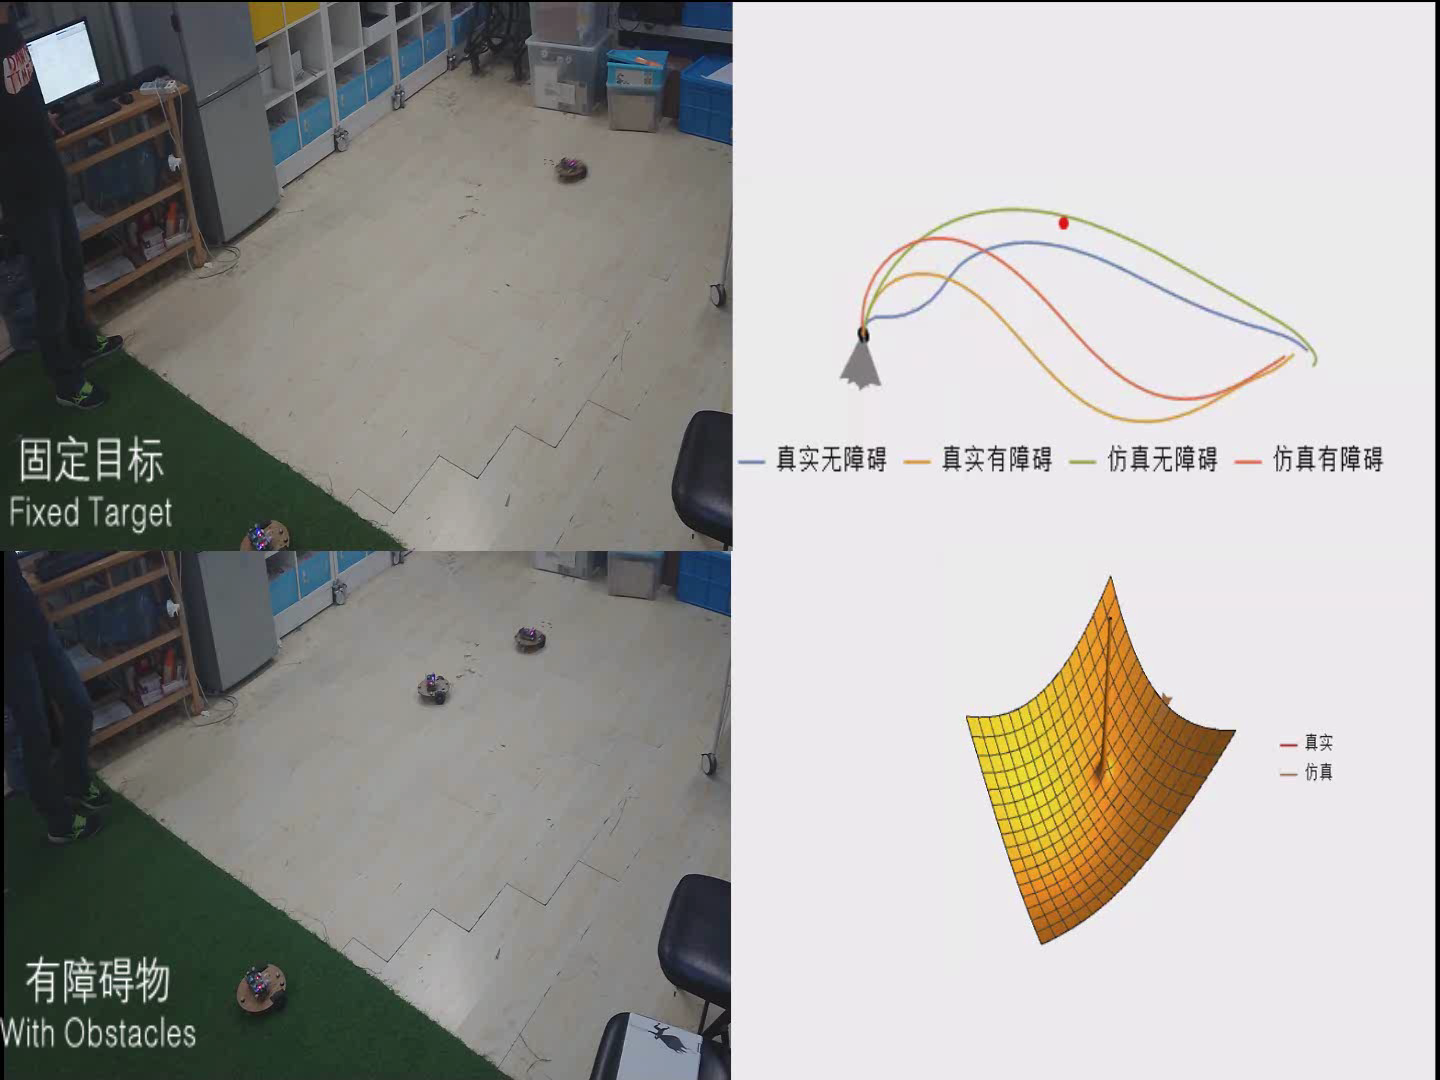 固定目标
Fixed Target
真实无障碍
真实有障碍
仿真无障碍
仿真有障碍
真实
仿真
有障碍物
With Obstacles